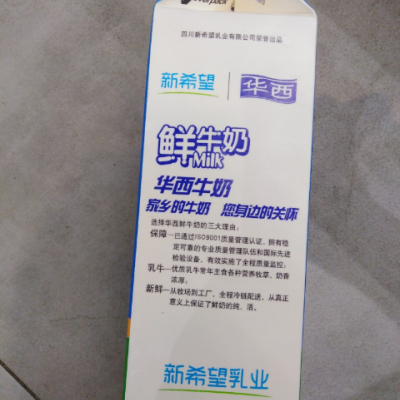 四川新希望乳业有限公司荣誉出品
新希望 华西
鲜牛奶
Milk
华西牛奶
家乡的牛奶 您身边的关怀
选择华西鲜牛奶的三大理由：
保障—已通过ISO9001质量管理认证，拥有稳
定可靠的专业质量管理队伍和国际先进
检验设备，有效实施了全程质量监控；
乳牛—优质乳牛常年主食各种营养牧草，奶香
浓厚；
新鲜—从牧场到工厂，全程冷链配送，从真正
意义上保证了鲜奶的纯、活。
新希望乳业